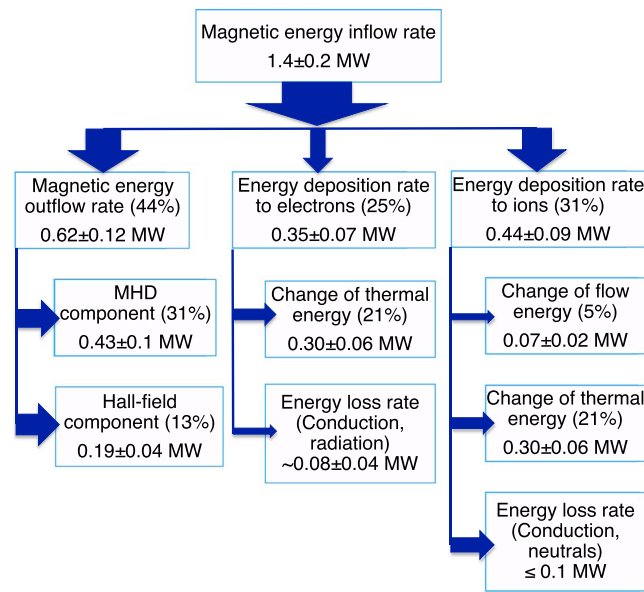 Magnetic energy inflow rate
1.4±0.2 MW
Magnetic energy
outflow rate (44%)
0.62±0.12 MW
Energy deposition rate
to electrons (25%)
0.35±0.07 MW
Energy deposition rate
to ions (31%)
0.44±0.09 MW
MHD
component (31%)
0.43±0.1 MW
Hall-field
component (13%)
0.19±0.04 MW
Change of thermal
energy (21%)
0.30±0.06 MW
Energy loss rate
(Conduction,
radiation)
~0.08±0.04 MW
Change of flow
energy (5%)
0.07±0.02 MW
Change of thermal
energy (21%)
0.30±0.06 MW
Energy loss rate
(Conduction,
neutrals)
≤ 0.1 MW